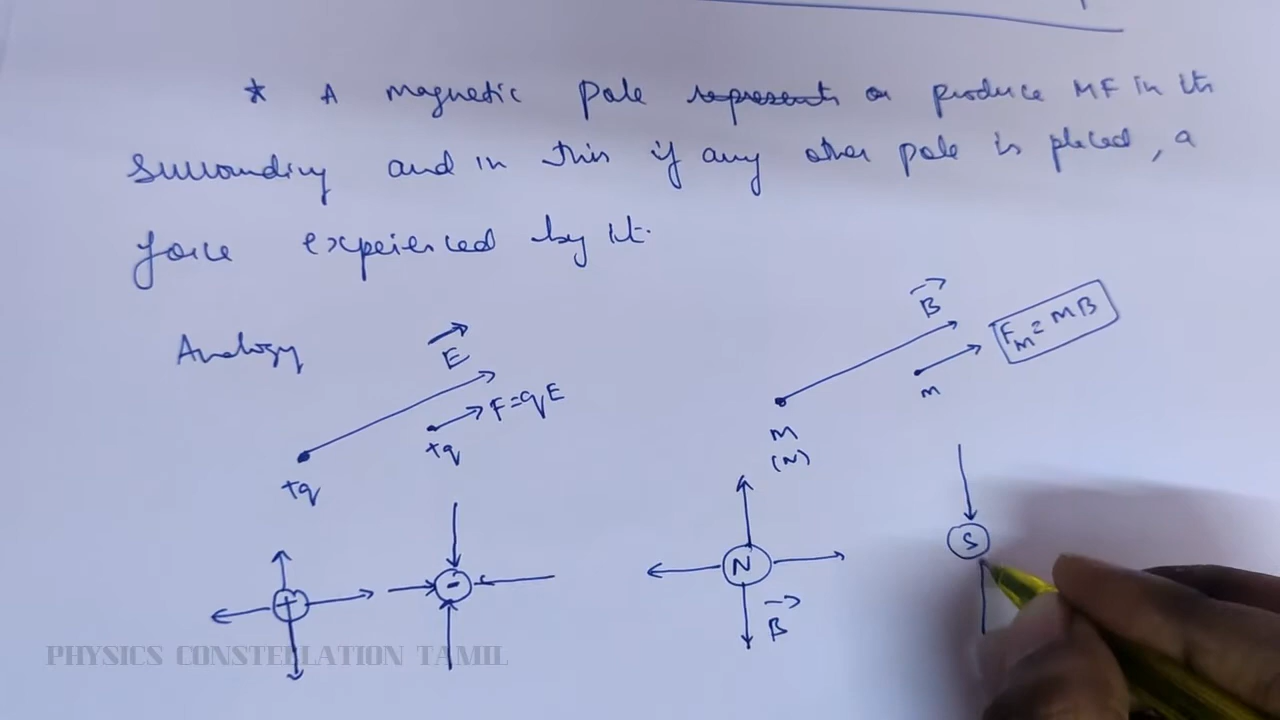 * A magnetic pole represents or produce MF in its
surrounding and in this if any other pole is placed, a
force experienced by it.
Analogy
E
F=qE
+q
+q
+
-
B
Fm = MB
m
M
(N)
N
B
S
PHYSICS CONSTELLATION TAMIL